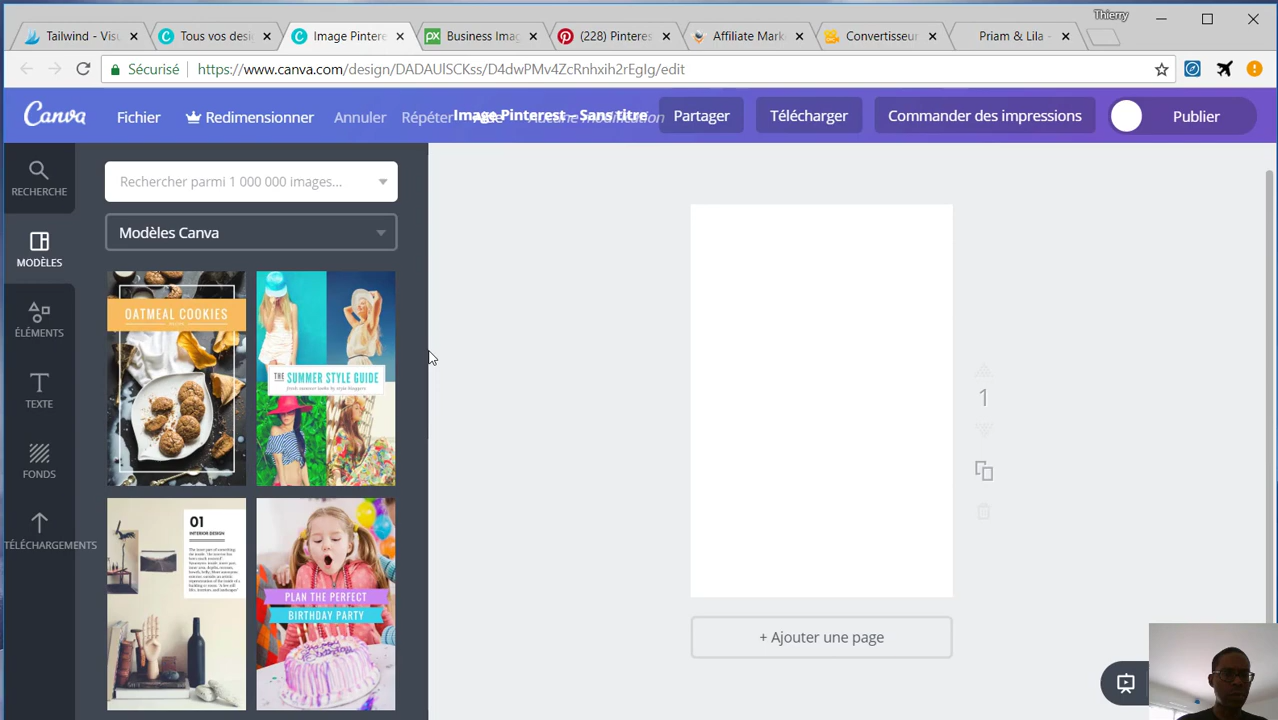 Thierry
Tailwind - Visu
Tous vos desi
Image Pintere
Business Imag
(228) Pinteres
Affiliate Mark
Convertisseur
Priam & Lila -
Sécurisé
https://www.canva.com/design/DADAUlSCKss/D4dwPMv4ZcRnhxih2rEgIg/edit
Canva
Fichier
Redimensionner
Annuler
Répéter
Image Pinterest – Sans titre
Partager
Télécharger
Commander des impressions
Publier
RECHERCHE
Rechercher parmi 1 000 000 images...
MODÈLES
Modèles Canva
OATMEAL COOKIES
THE SUMMER STYLE GUIDE
ÉLÉMENTS
TEXTE
FONDS
TÉLÉCHARGEMENTS
01
INTERIOR DESIGN
PLAN THE PERFECT
BIRTHDAY PARTY
1
+ Ajouter une page